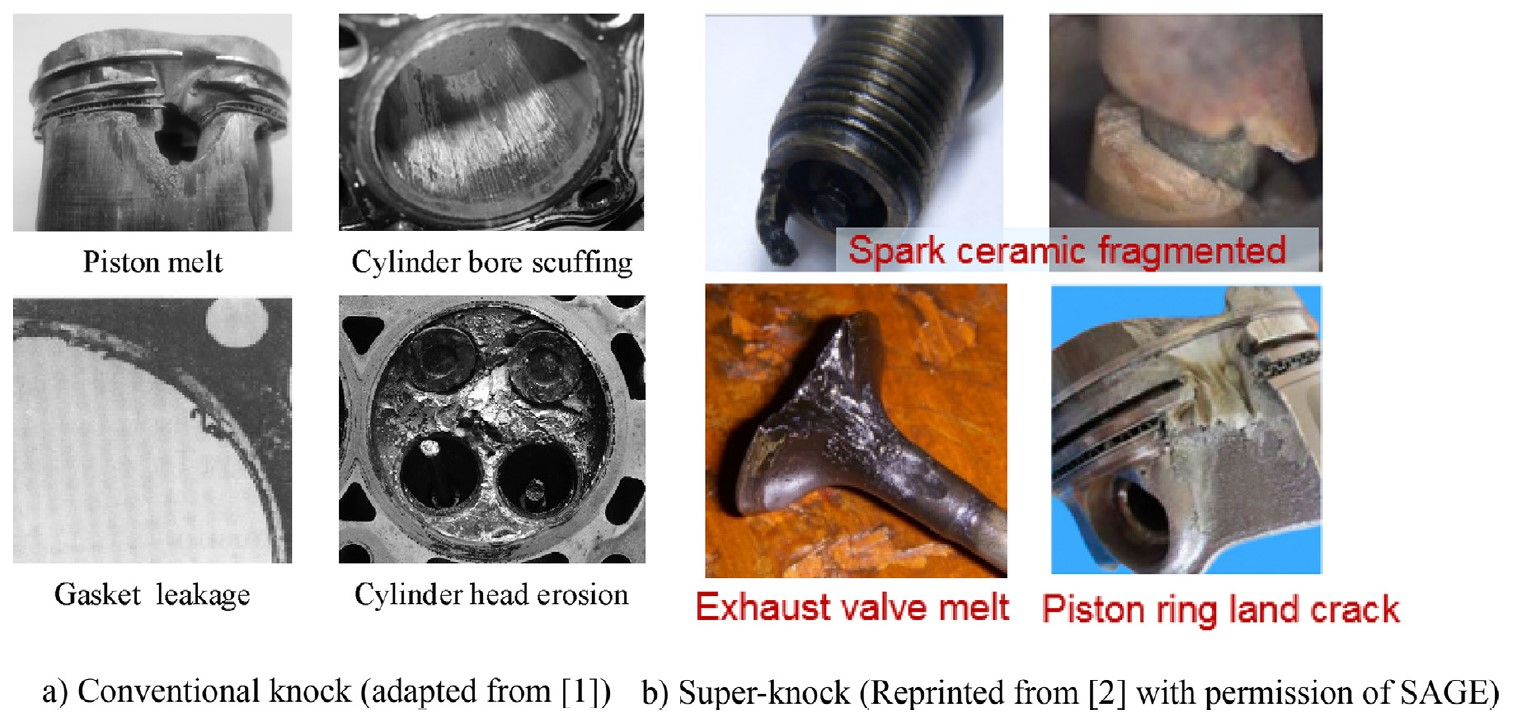 Piston melt
Cylinder bore scuffing
Spark ceramic fragmented
Gasket leakage
Cylinder head erosion
Exhaust valve melt
Piston ring land crack
a) Conventional knock (adapted from [1])
b) Super-knock (Reprinted from [2] with permission of SAGE)